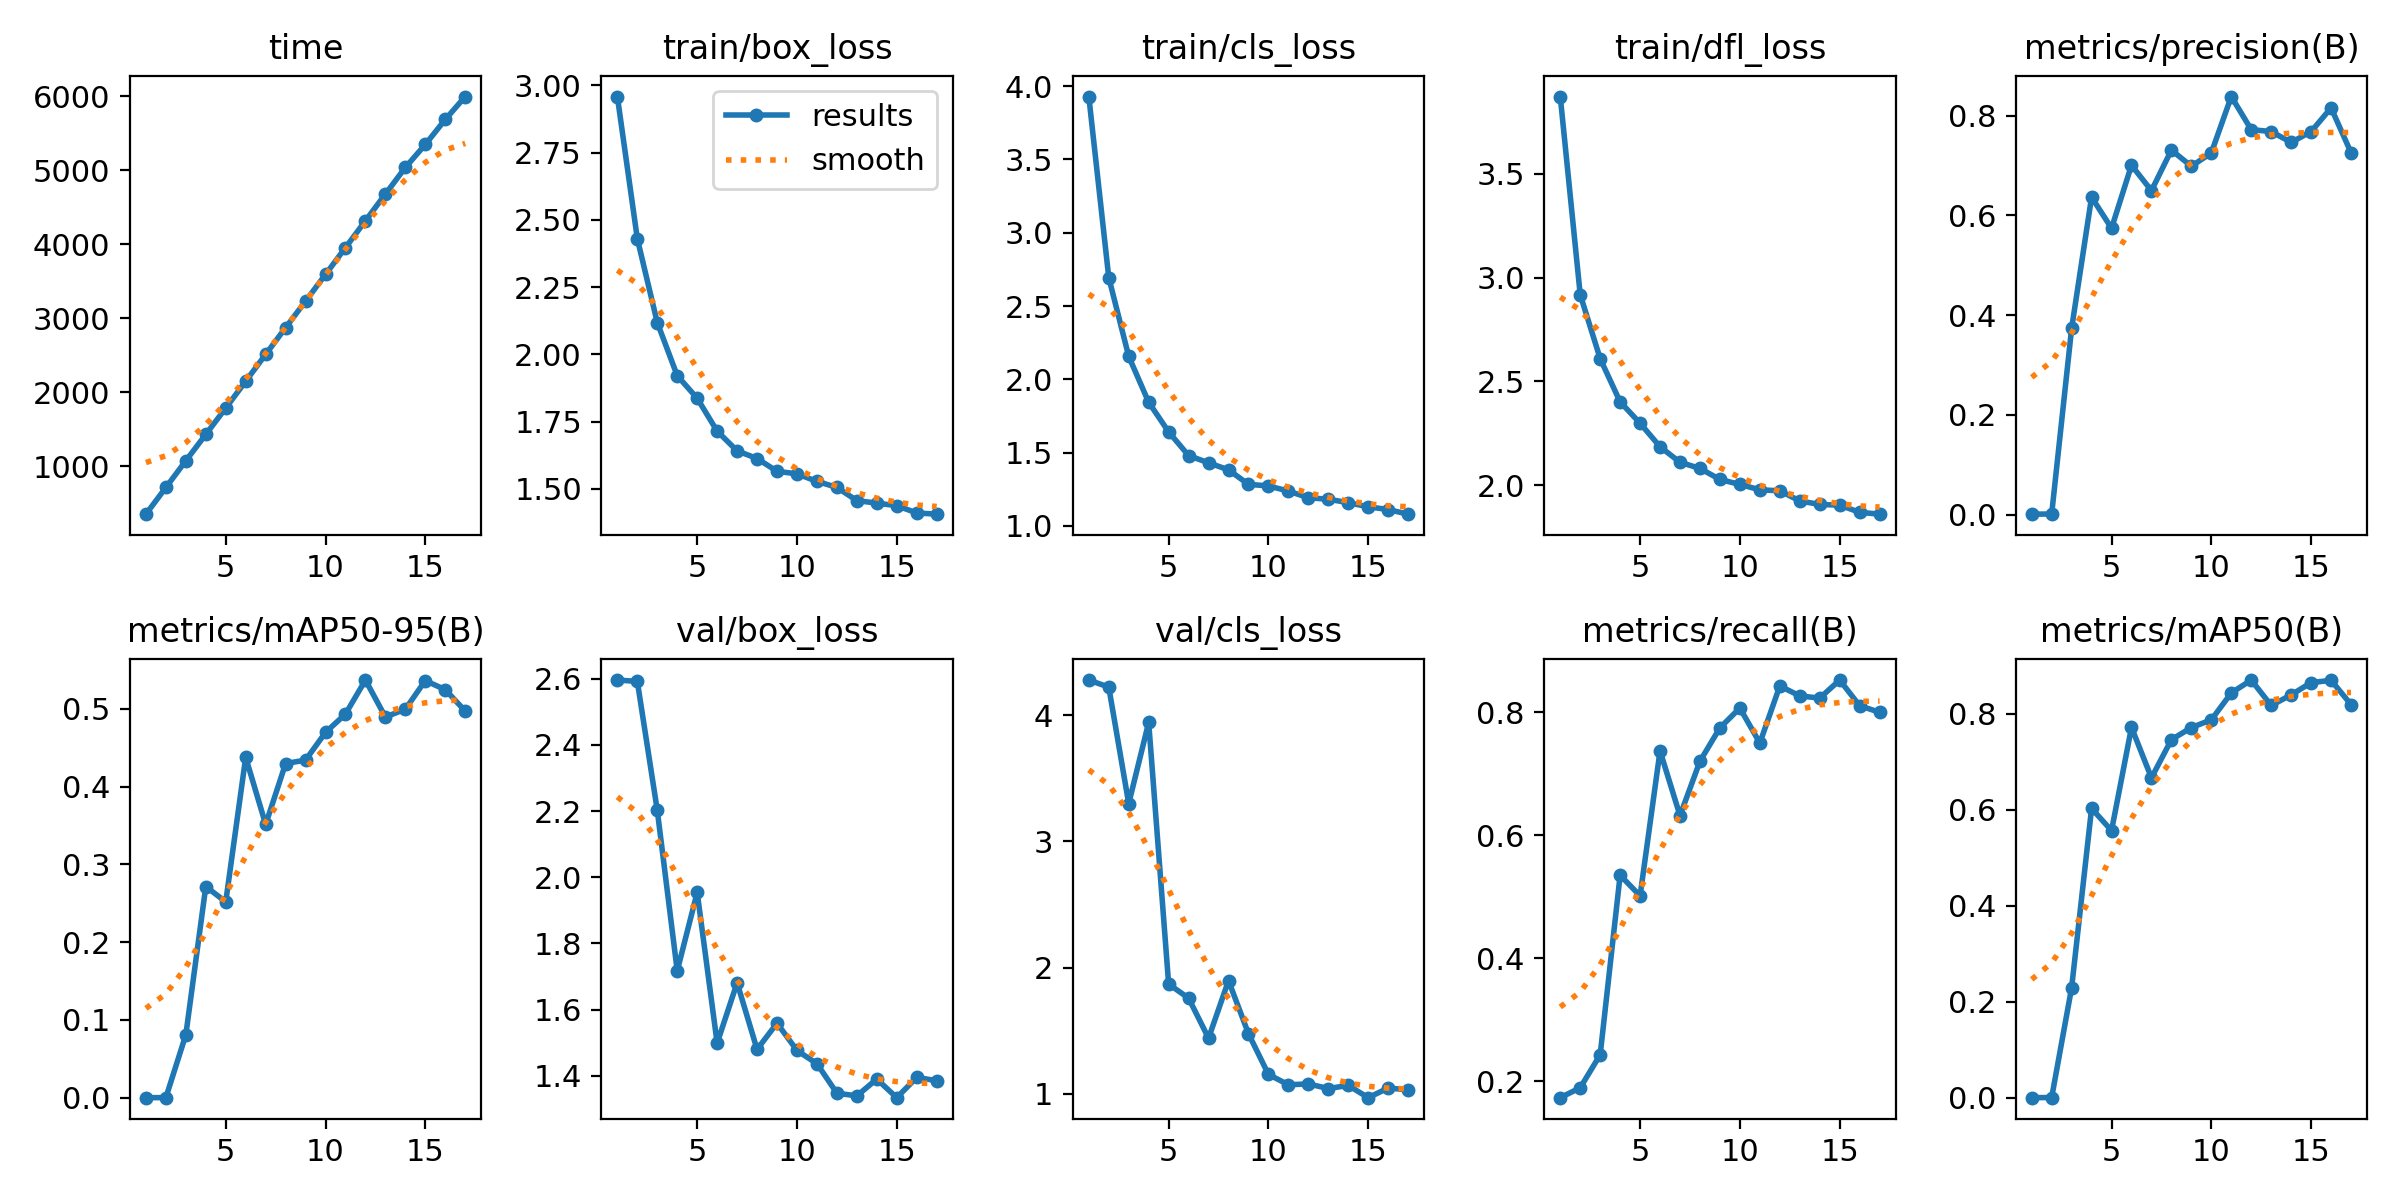 time
6000
5000
4000
3000
2000
1000
5 10 15
train/box_loss
3.00
2.75
2.50
2.25
2.00
1.75
1.50
results
smooth
5 10 15
train/cls_loss
4.0
3.5
3.0
2.5
2.0
1.5
1.0
5 10 15
train/dfl_loss
3.5
3.0
2.5
2.0
5 10 15
metrics/precision(B)
0.8
0.6
0.4
0.2
0.0
5 10 15
metrics/mAP50-95(B)
0.5
0.4
0.3
0.2
0.1
0.0
5 10 15
val/box_loss
2.6
2.4
2.2
2.0
1.8
1.6
1.4
5 10 15
val/cls_loss
4
3
2
1
5 10 15
metrics/recall(B)
0.8
0.6
0.4
0.2
5 10 15
metrics/mAP50(B)
0.8
0.6
0.4
0.2
0.0
5 10 15